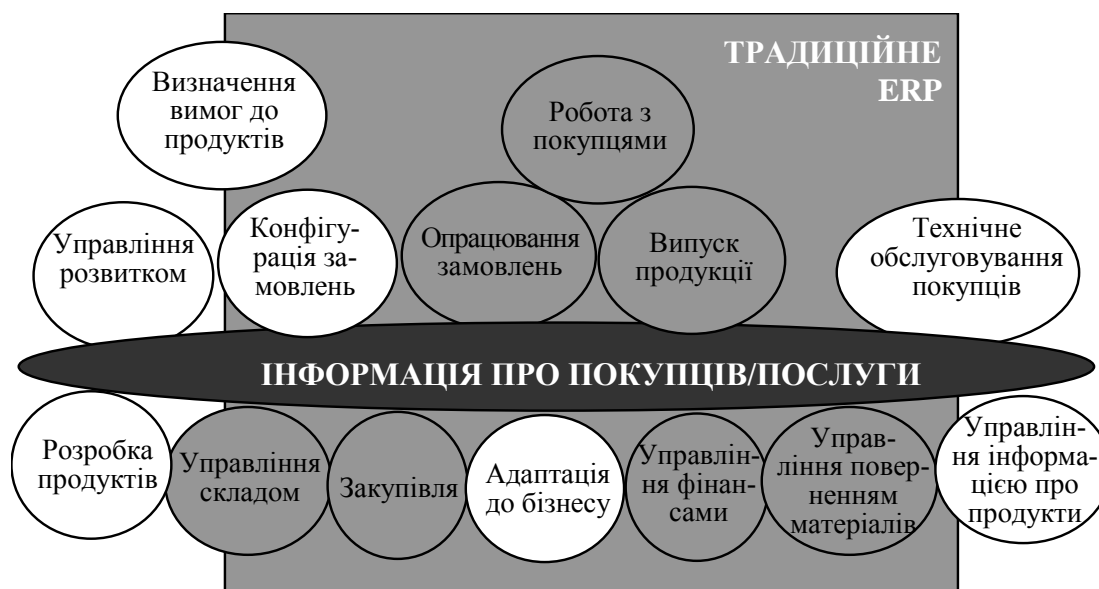 ТРАДИЦІЙНЕ
ERP
Визначення
вимог до
продуктів
Робота з
покупцями
Управління
розвитком
Конфігу-
рація за-
мовлень
Опрацювання
замовлень
Випуск
продукції
Технічне
обслуговування
покупців
ІНФОРМАЦІЯ ПРО ПОКУПЦІВ/ПОСЛУГИ
Розробка
продуктів
Управління
складом
Закупівля
Адаптація
до бізнесу
Управлін-
ня фінан-
сами
Управ-
ління повер-
ненням
матеріалів
Управлін-
ня інформа-
цією про
продукти